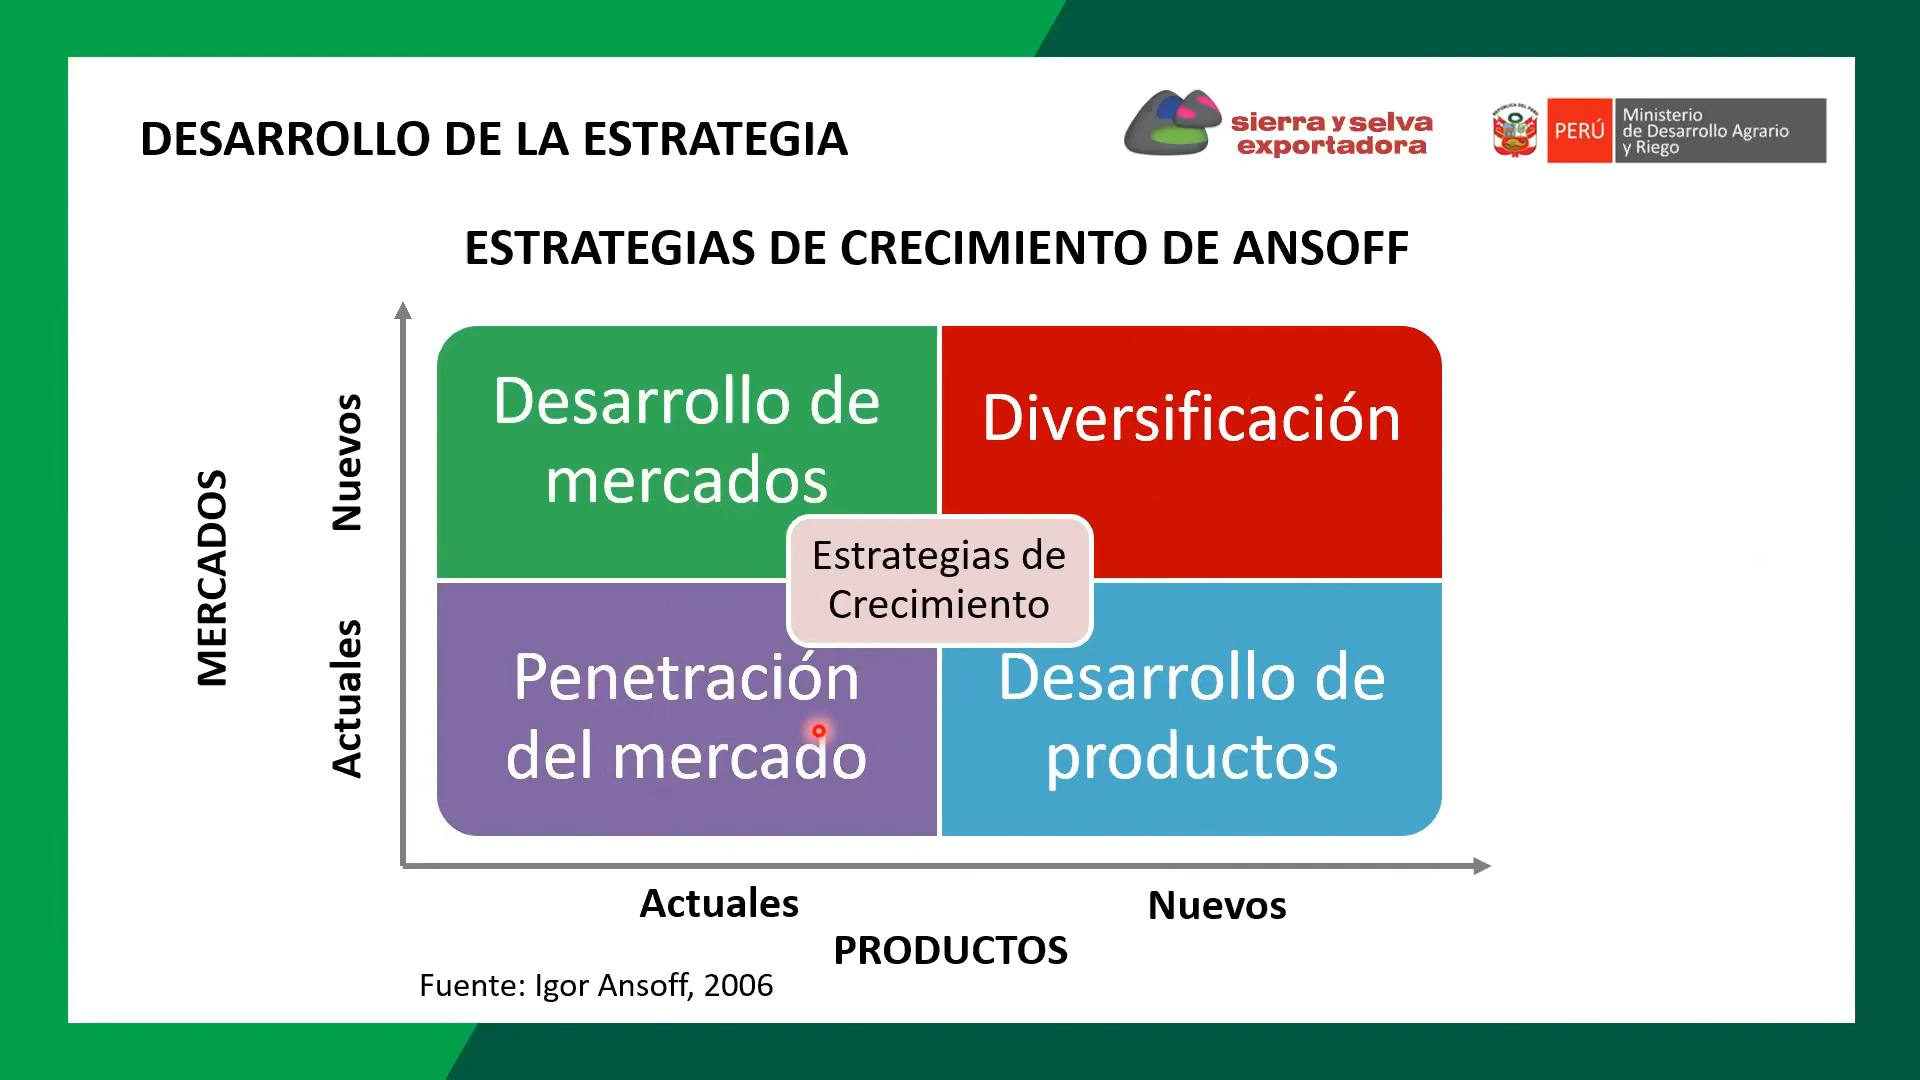 DESARROLLO DE LA ESTRATEGIA
sierra y selva
exportadora
PERÚ
Ministerio
de Desarrollo Agrario
y Riego
ESTRATEGIAS DE CRECIMIENTO DE ANSOFF
MERCADOS
Nuevos
Actuales
Desarrollo de
mercados
Diversificación
Estrategias de
Crecimiento
Penetración
del mercado
Desarrollo de
productos
Actuales
Nuevos
PRODUCTOS
Fuente: Igor Ansoff, 2006